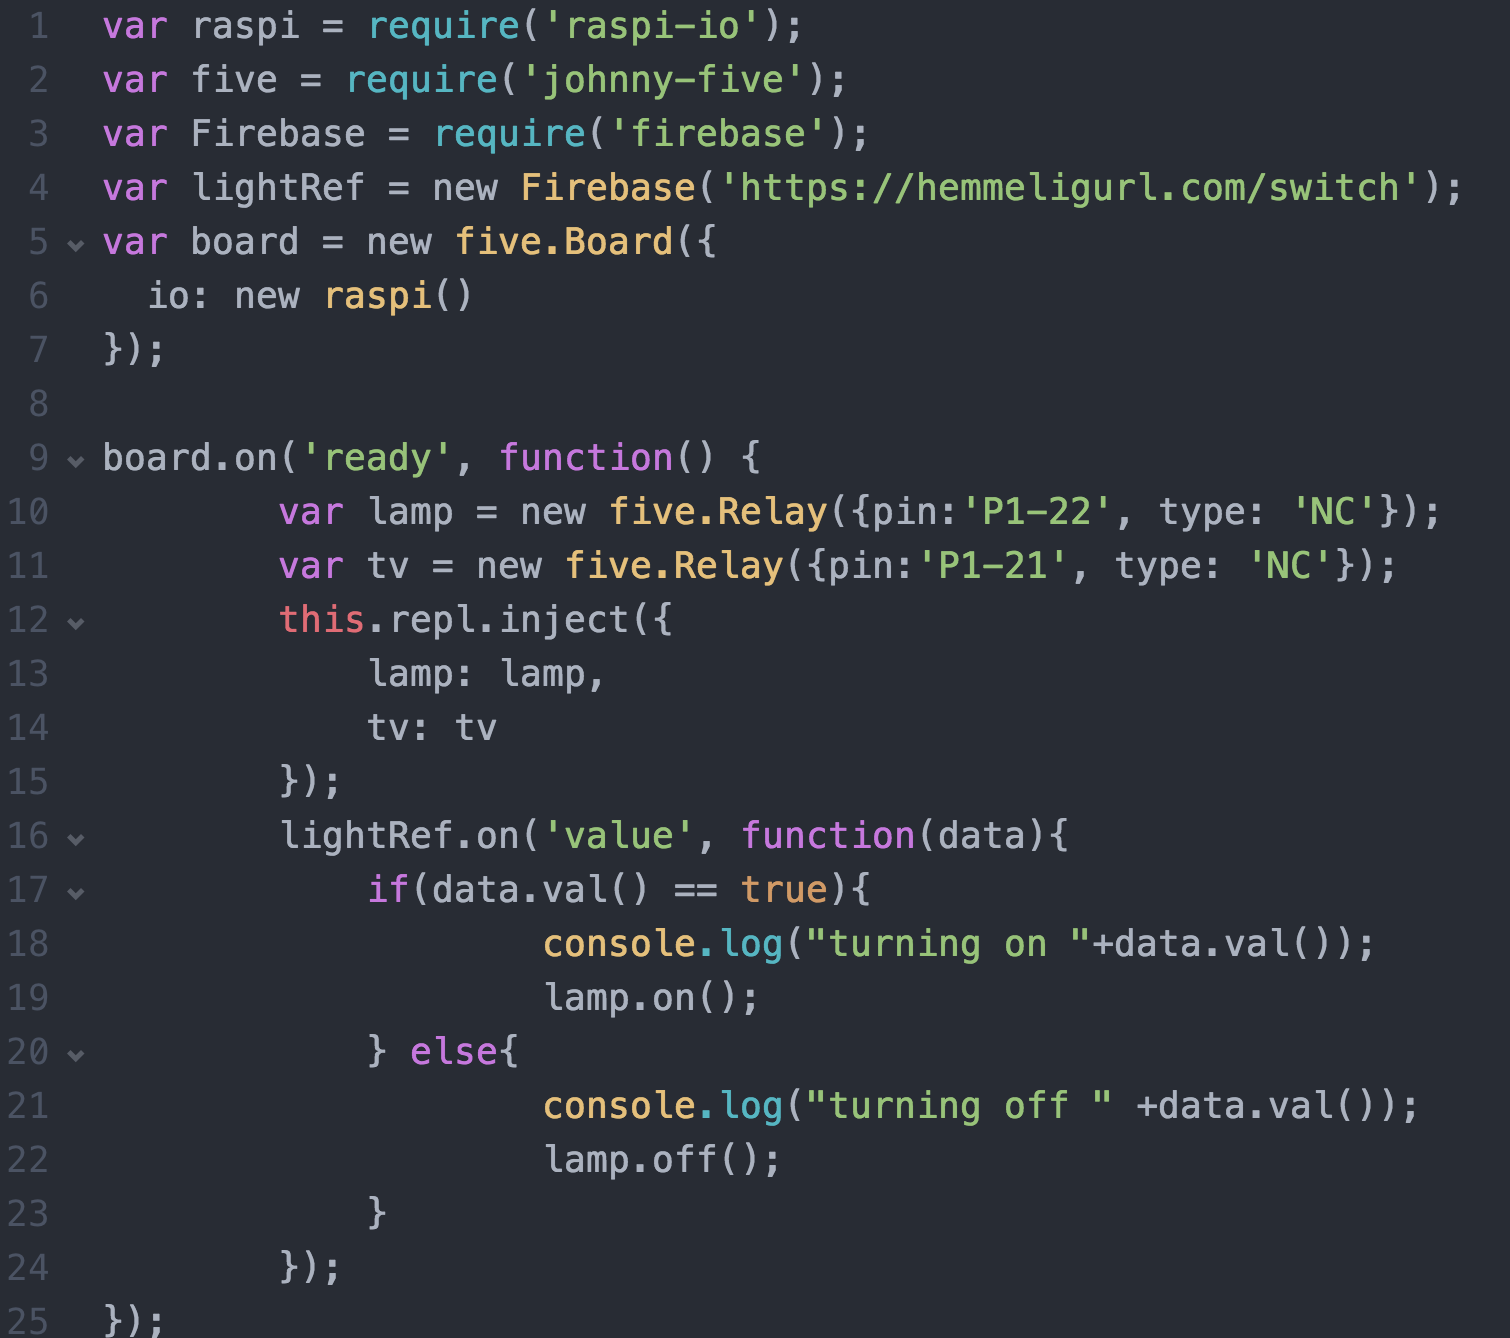 1 var raspi = require('raspi-io');
2 var five = require('johnny-five');
3 var Firebase = require('firebase');
4 var lightRef = new Firebase('https://hemmeligurl.com/switch');
5 var board = new five.Board({
6   io: new raspi()
7 });
8
9 board.on('ready', function() {
10         var lamp = new five.Relay({pin:'P1-22', type: 'NC'});
11         var tv = new five.Relay({pin:'P1-21', type: 'NC'});
12         this.repl.inject({
13             lamp: lamp,
14             tv: tv
15         });
16         lightRef.on('value', function(data){
17             if(data.val() == true){
18                     console.log("turning on "+data.val());
19                     lamp.on();
20             } else{
21                     console.log("turning off " +data.val());
22                     lamp.off();
23             }
24         });
25 });